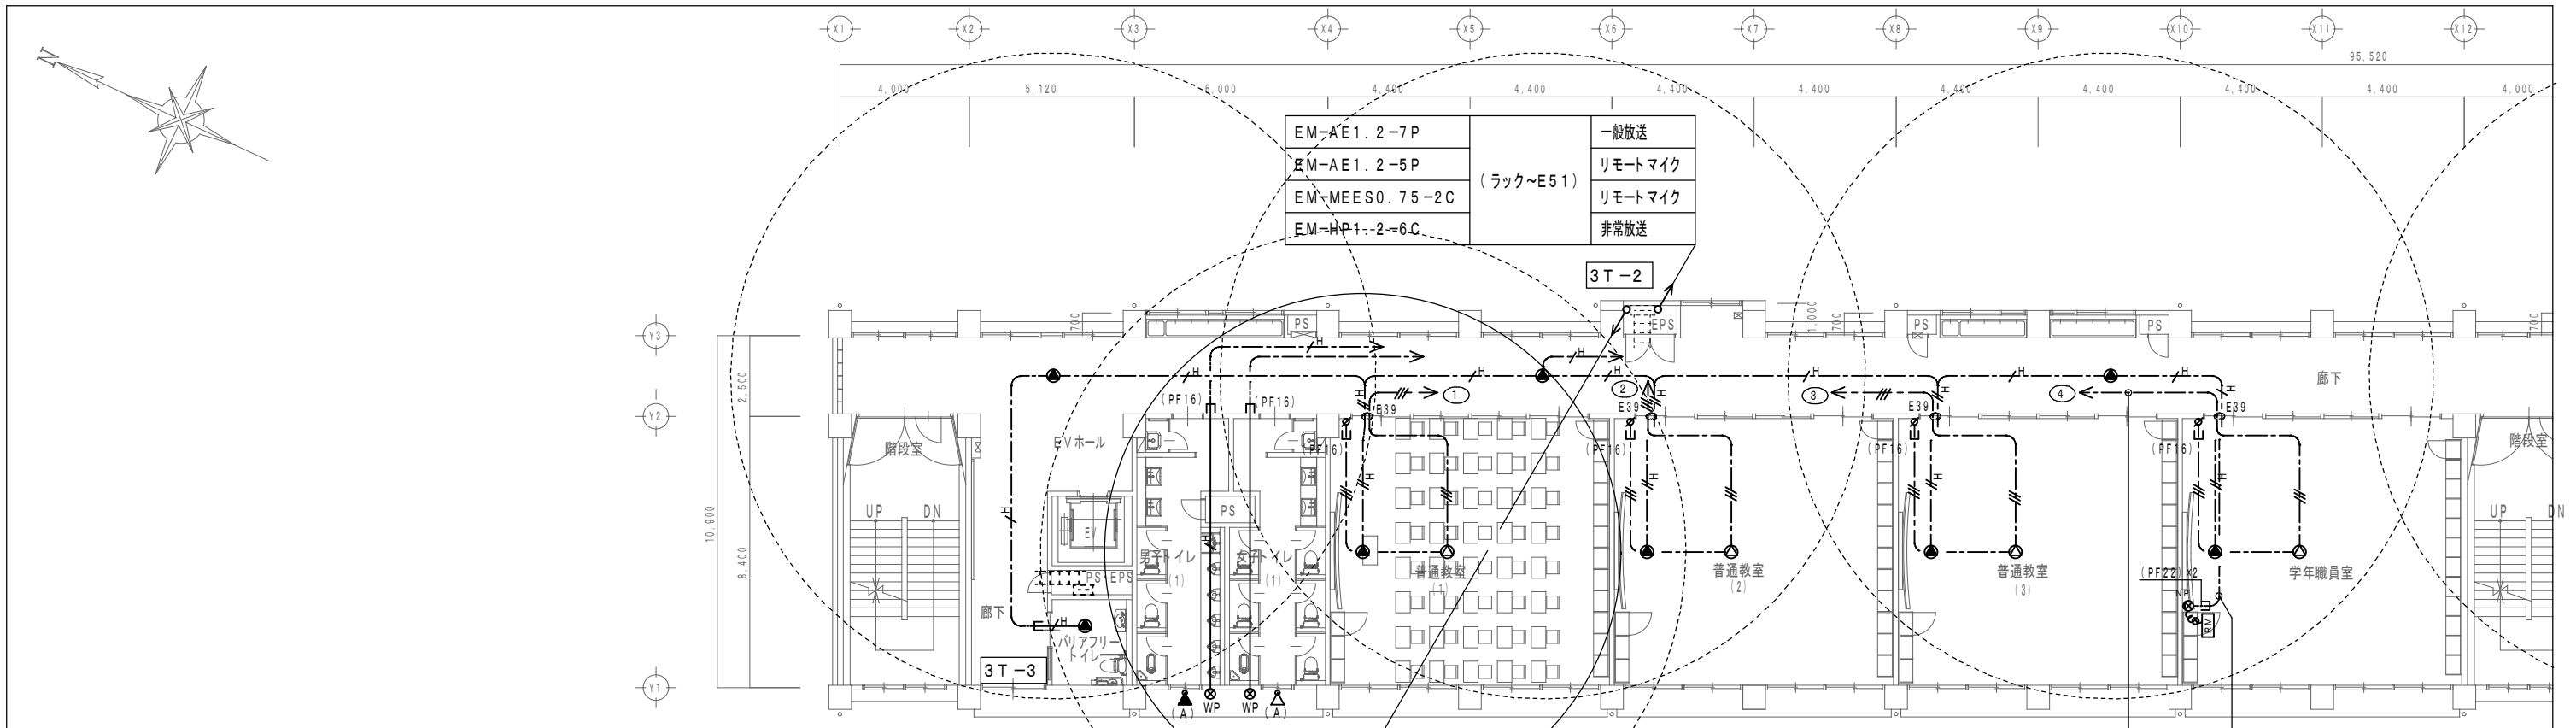 N
X1 X2 X3 X4 X5 X6 X7 X8 X9 X10 X11 X12
95,520
4,000 5,120 6,000 4,400 4,400 4,400 4,400 4,400 4,400 4,400 4,400 4,000
EM-AE1.2-7P 一般放送
EM-AE1.2-5P リモートマイク
(ラック~E51)
EM-MEES0.75-2C リモートマイク
EM-HP1.2-6C 非常放送
3T-2
Y3
700 PS EPS 1,000 700 PS PS 700
H H
H H H H H H
2,500
廊下
(PF16) (PF16) 1 2 3 4
Y2
E39 E39 E39 E39
階段室 EVホール (PF16) (PF16) (PF16) 階段室
H H H H
10,900
8,400
UP DN PS UP DN
H
EV
男子トイレ 女子トイレ 普通教室 普通教室 普通教室 学年職員室
(1) (1) (1) (2) (3)
PS・EPS
(PF22)×2
NP
廊下 H
バリアフリー
トイレ
RM
3T-3
Y1
(A) WP WP (A)